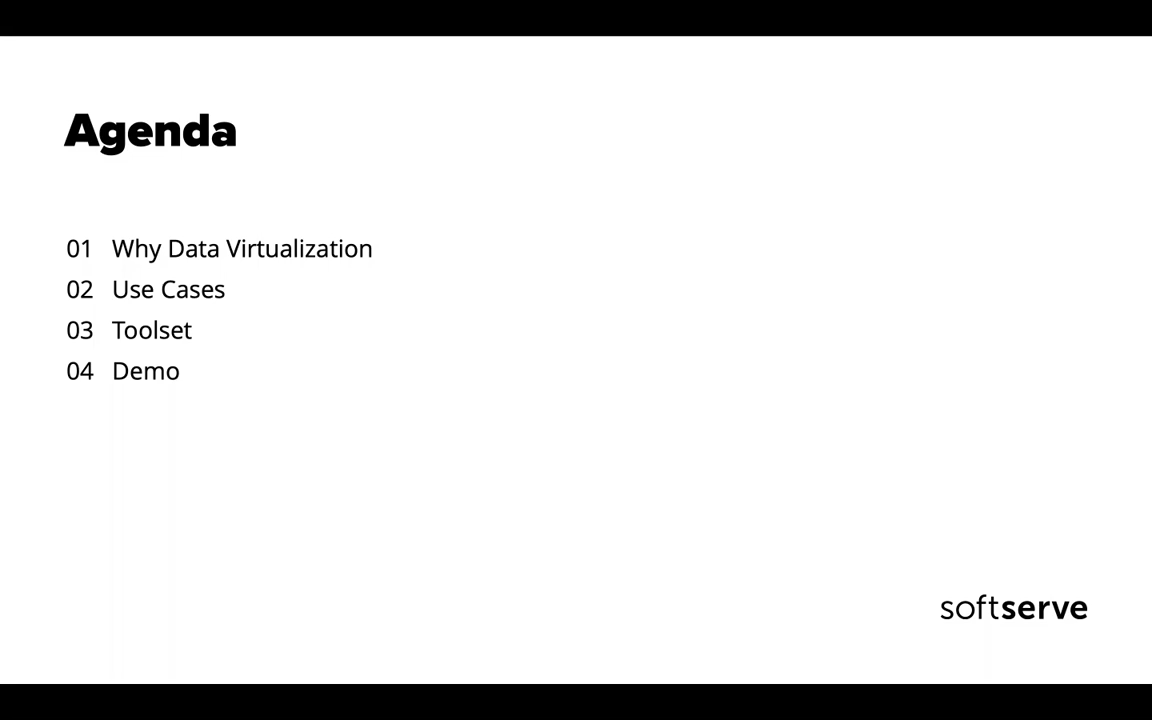 Agenda
01 Why Data Virtualization
02 Use Cases
03 Toolset
04 Demo
softserve